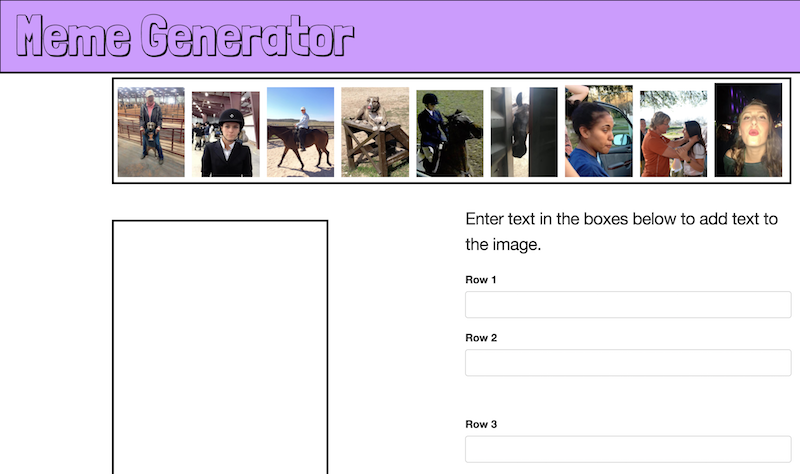 Meme Generator
Enter text in the boxes below to add text to
the image.
Row 1
Row 2
Row 3